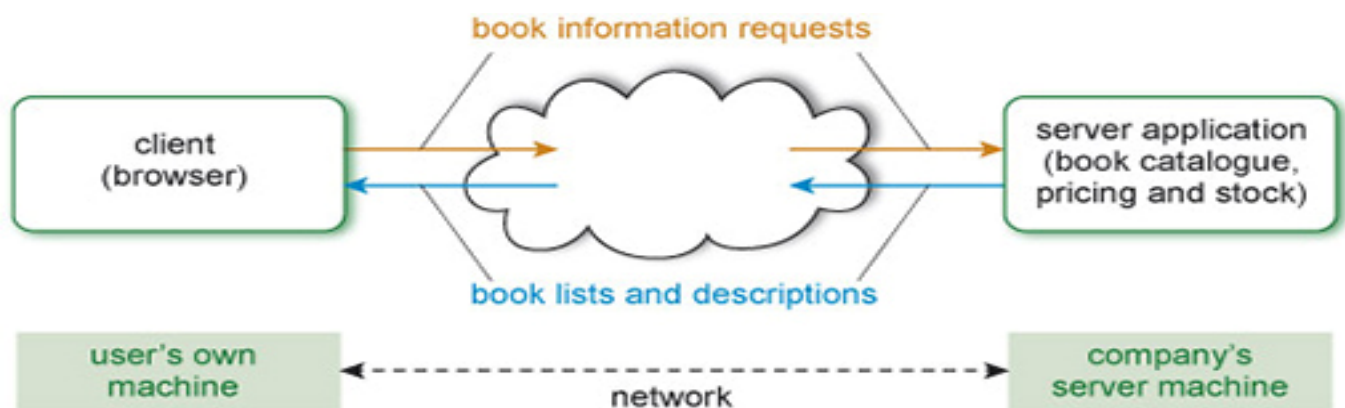 book information requests
client
(browser)
server application
(book catalogue,
pricing and stock)
book lists and descriptions
user's own
machine
network
company's
server machine